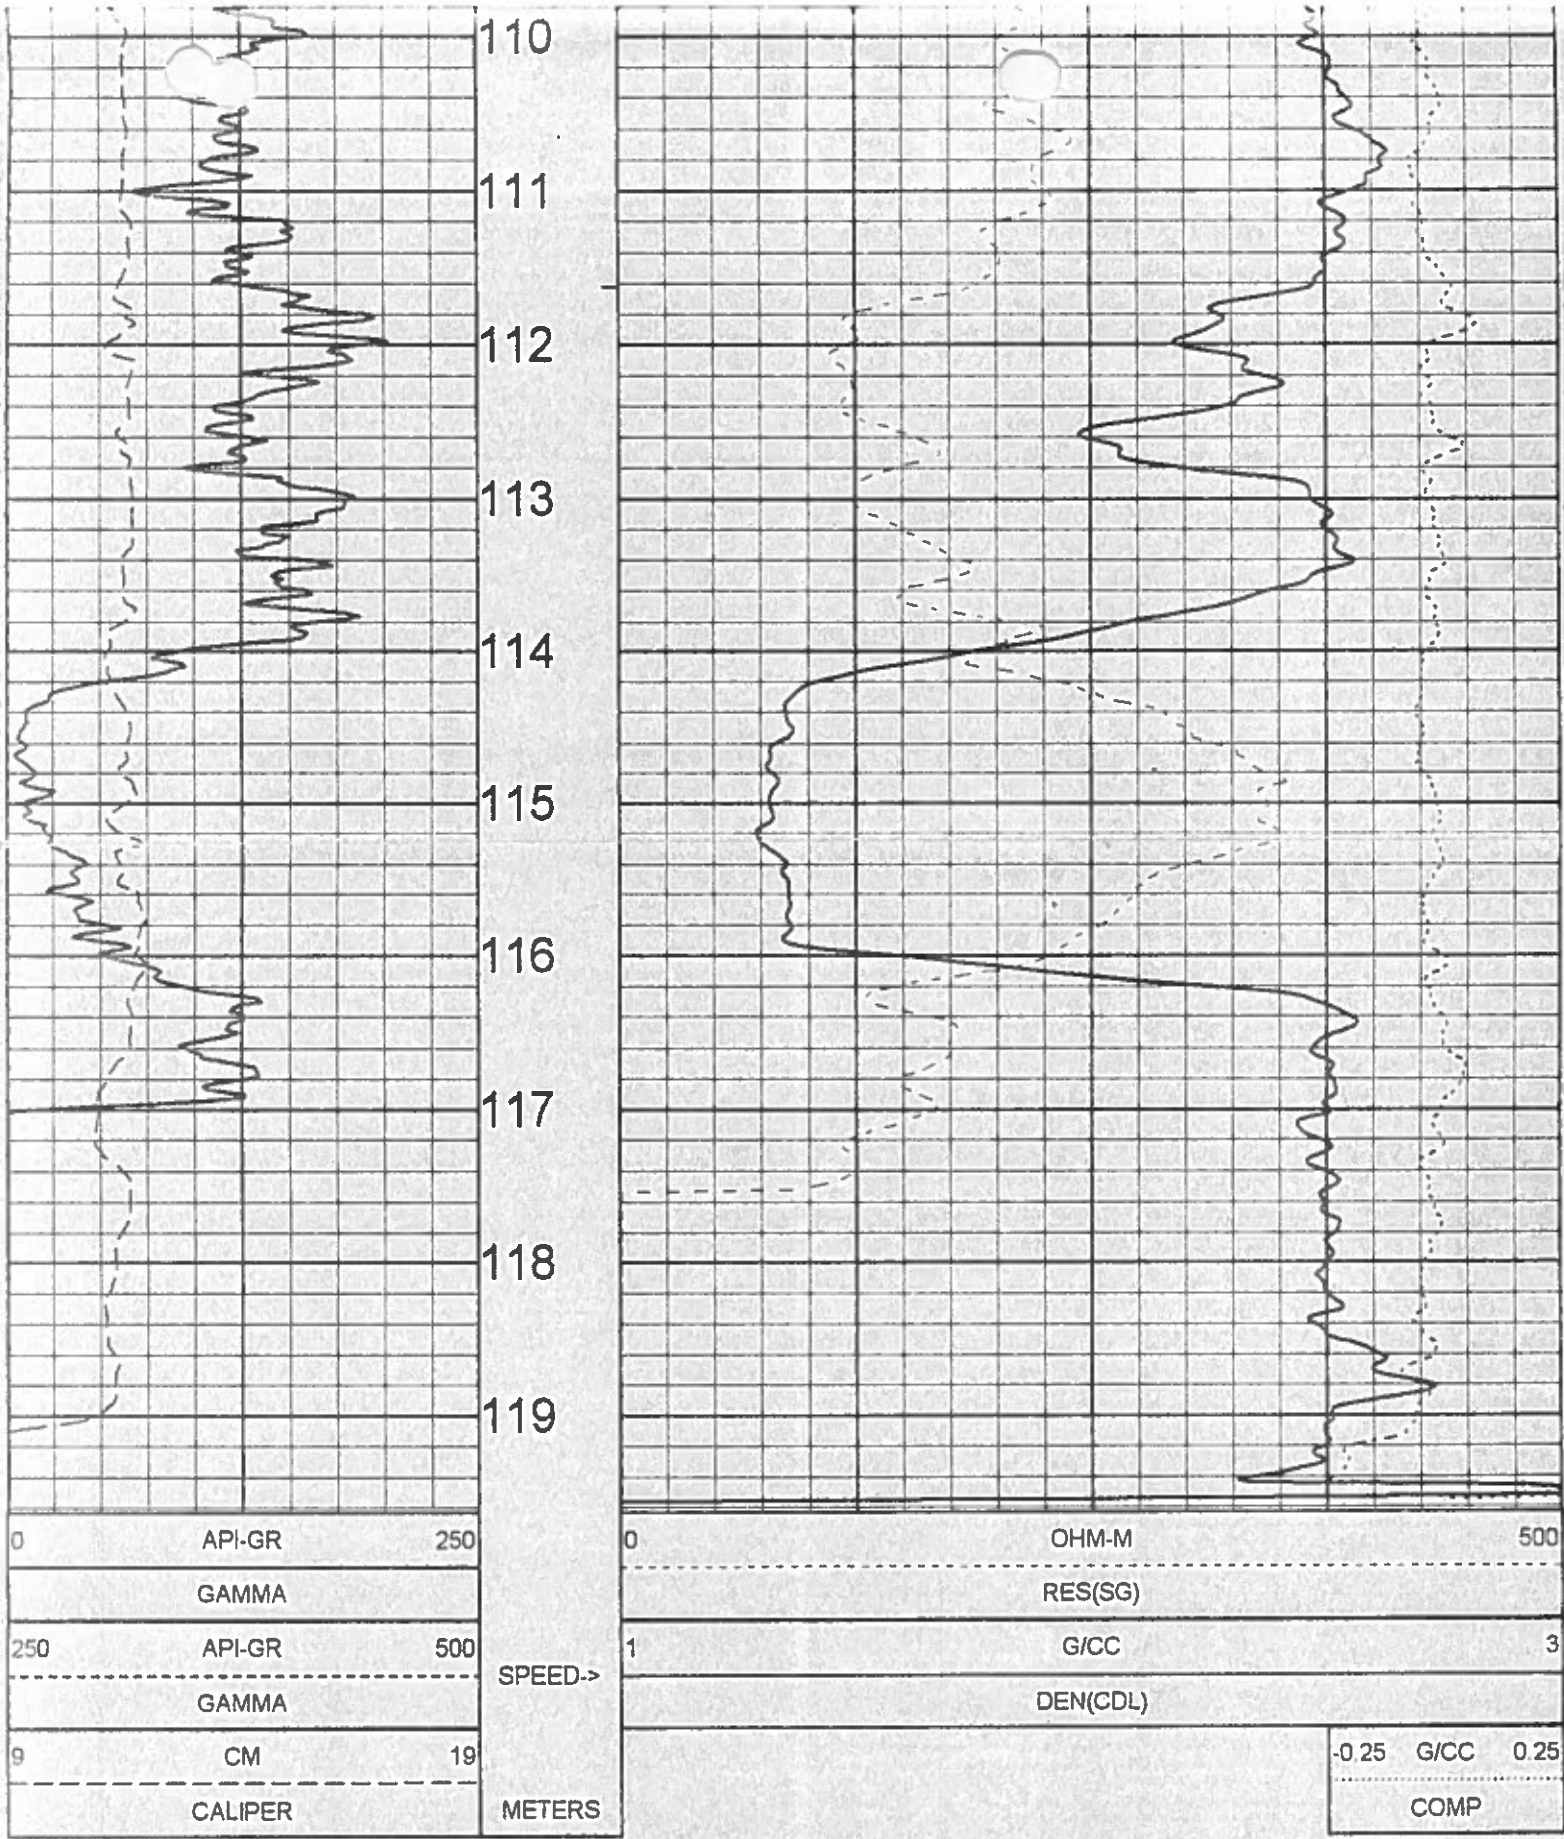 110
111
112
113
114
115
116
117
118
119
0 API-GR 250 0 OHM-M 500
GAMMA RES(SG)
250 API-GR 500 1 G/CC 3
SPEED->
GAMMA DEN(CDL)
9 CM 19 -0.25 G/CC 0.25
CALIPER METERS COMP